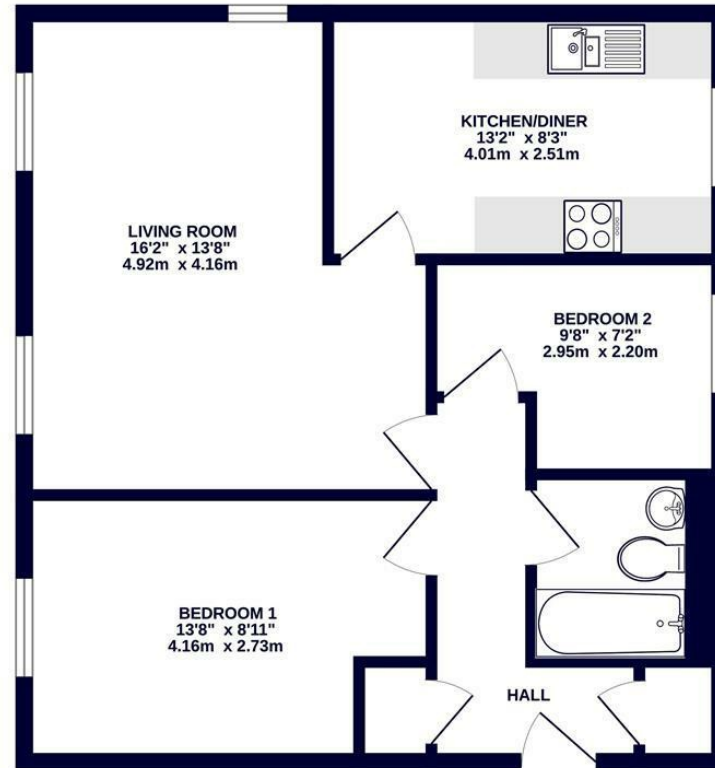 KITCHEN/DINER
13'2" x 8'3"
4.01m x 2.51m
LIVING ROOM
16'2" x 13'8"
4.92m x 4.16m
BEDROOM 2
9'8" x 7'2"
2.95m x 2.20m
BEDROOM 1
13'8" x 8'11"
4.16m x 2.73m
HALL